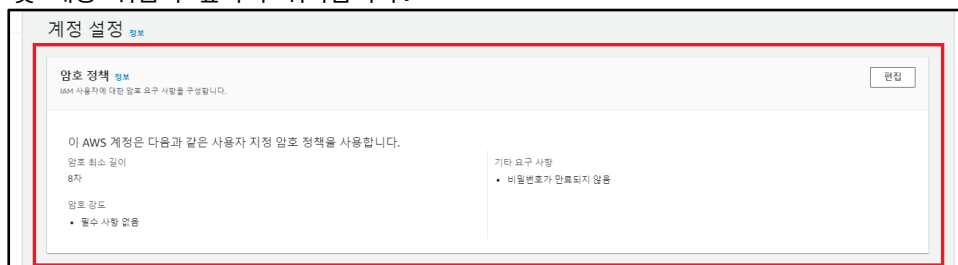 계정 설정 정보
암호 정책 정보
편집
IAM 사용자에 대한 암호 요구 사항을 구성합니다.
이 AWS 계정은 다음과 같은 사용자 지정 암호 정책을 사용합니다.
암호 최소 길이
8자
암호 강도
• 필수 사항 없음
기타 요구 사항
• 비밀번호가 만료되지 않음